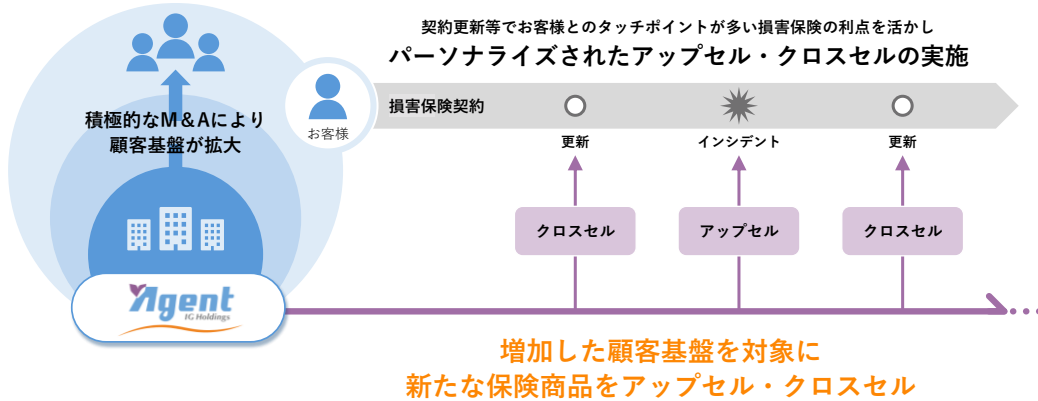 契約更新等でお客様とのタッチポイントが多い損害保険の利点を活かし
パーソナライズされたアップセル・クロスセルの実施
積極的なM&Aにより
顧客基盤が拡大
お客様
損害保険契約
更新
インシデント
更新
クロスセル
アップセル
クロスセル
Agent
IG Holdings
増加した顧客基盤を対象に
新たな保険商品をアップセル・クロスセル